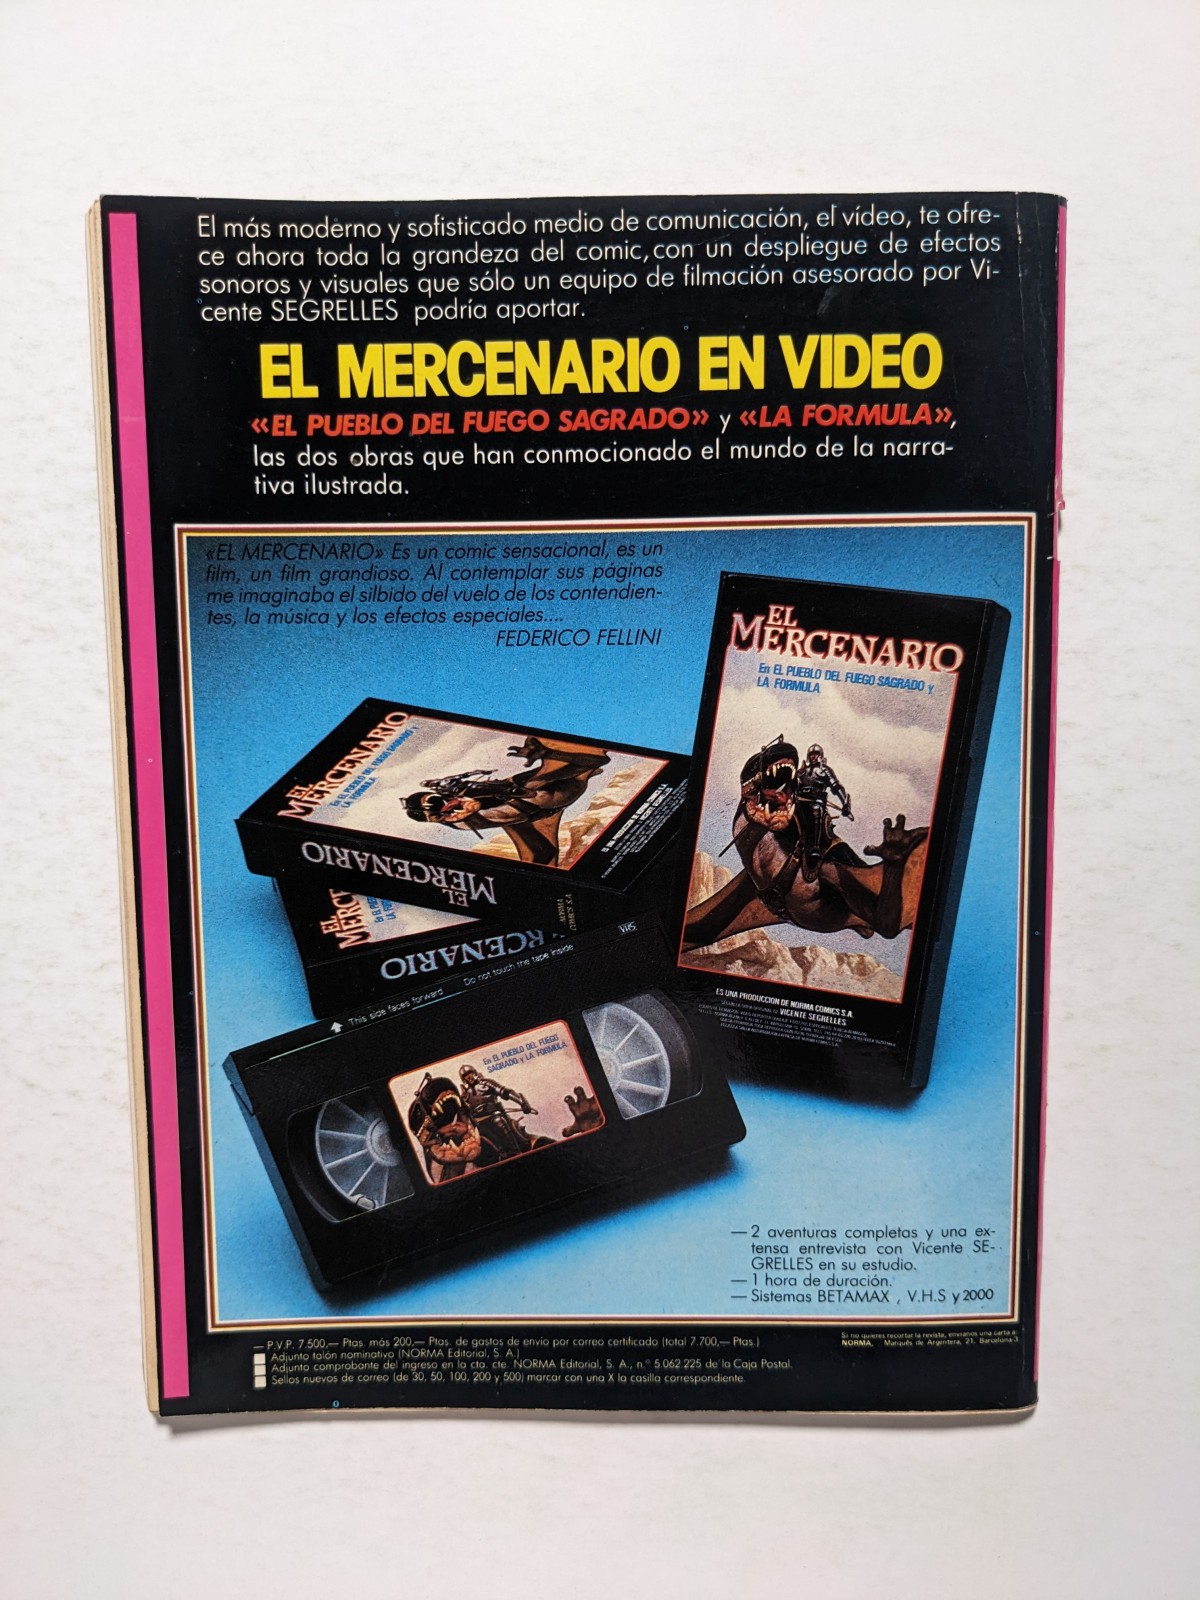 El más moderno y sofisticado medio de comunicación, el vídeo, te ofre-
ce ahora toda la grandeza del comic, con un despliegue de efectos
sonoros y visuales que sólo un equipo de filmación asesorado por Vi-
cente SEGRELLES podría aportar.
EL MERCENARIO EN VIDEO
«EL PUEBLO DEL FUEGO SAGRADO» y «LA FORMULA»,
las dos obras que han conmocionado el mundo de la narra-
tiva ilustrada.
«EL MERCENARIO» Es un comic sensacional, es un
film, un film grandioso. Al contemplar sus páginas
me imaginaba el silbido del vuelo de los contendien-
tes, la música y los efectos especiales....
FEDERICO FELLINI
EL
MERCENARIO
En EL PUEBLO DEL FUEGO SAGRADO y
LA FORMULA
ES UNA PRODUCCION DE NORMA COMICS S.A.
VICENTE SEGRELLES
EL
MERCENARIO
En EL PUEBLO DEL FUEGO SAGRADO y
LA FORMULA
EL
MERCENARIO
EL
MERC
MERCENARIO
VHS
This side faces forward
Do not touch the tape inside
En EL PUEBLO DEL FUEGO
SAGRADO y LA FORMULA
— 2 aventuras completas y una ex-
tensa entrevista con Vicente SE-
GRELLES en su estudio.
— 1 hora de duración.
— Sistemas BETAMAX , V.H.S y 2000
— P.V.P. 7.500,— Ptas. más 200,— Ptas. de gastos de envío por correo certificado (total 7.700,— Ptas.)
Adjunto talón nominativo (NORMA Editorial, S. A.)
Adjunto comprobante del ingreso en la cta. cte. NORMA Editorial, S. A., n.º 5.062.225 de la Caja Postal.
Sellos nuevos de correo (de 30, 50, 100, 200 y 500) marcar con una X la casilla correspondiente.
Si no quieres recortar la revista, envianos una carta a:
NORMA, Marqués de Argentera, 21. Barcelona-3